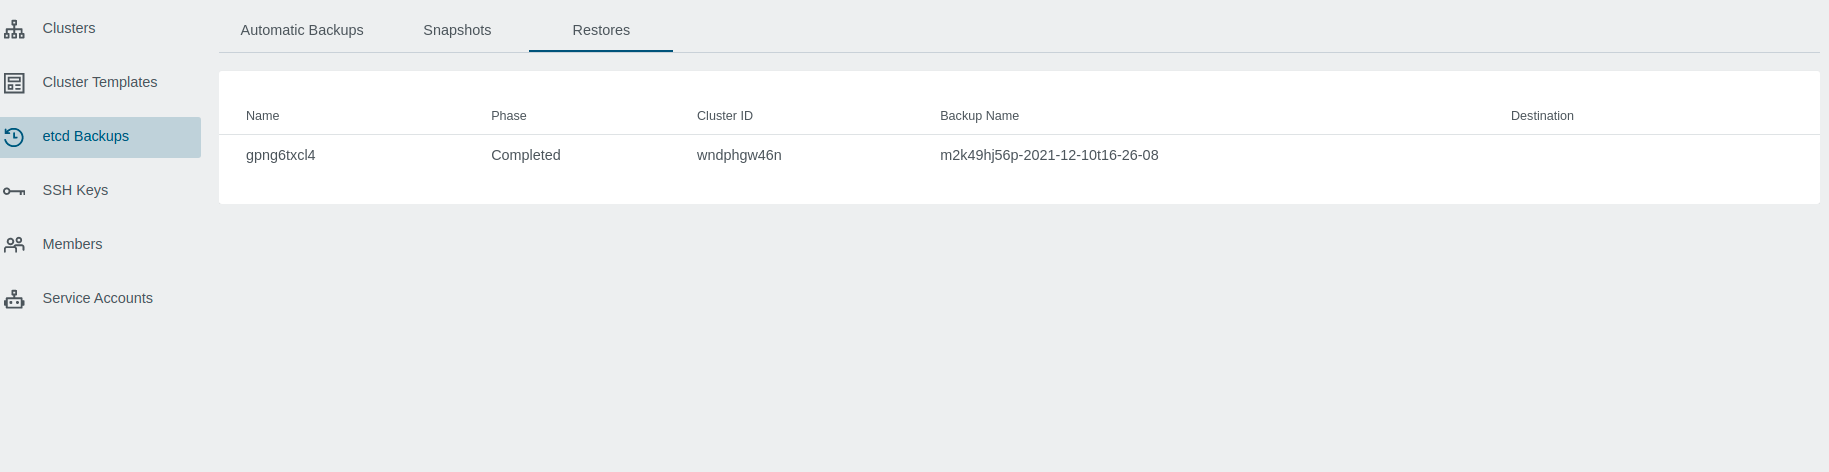 Clusters
Cluster Templates
etcd Backups
SSH Keys
Members
Service Accounts
Automatic Backups Snapshots Restores
Name Phase Cluster ID Backup Name Destination
gpng6txcl4 Completed wndphgw46n m2k49hj56p-2021-12-10t16-26-08